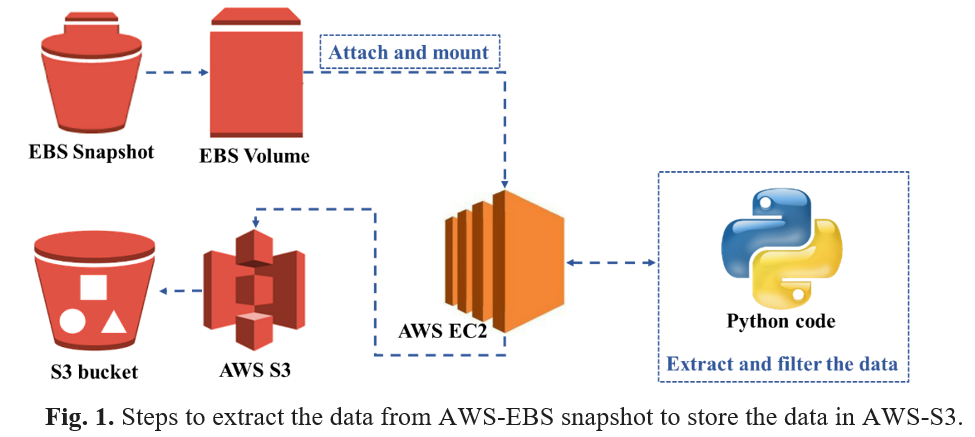 Attach and mount
EBS Snapshot
EBS Volume
AWS EC2
Python code
Extract and filter the data
S3 bucket
AWS S3
Fig. 1. Steps to extract the data from AWS-EBS snapshot to store the data in AWS-S3.